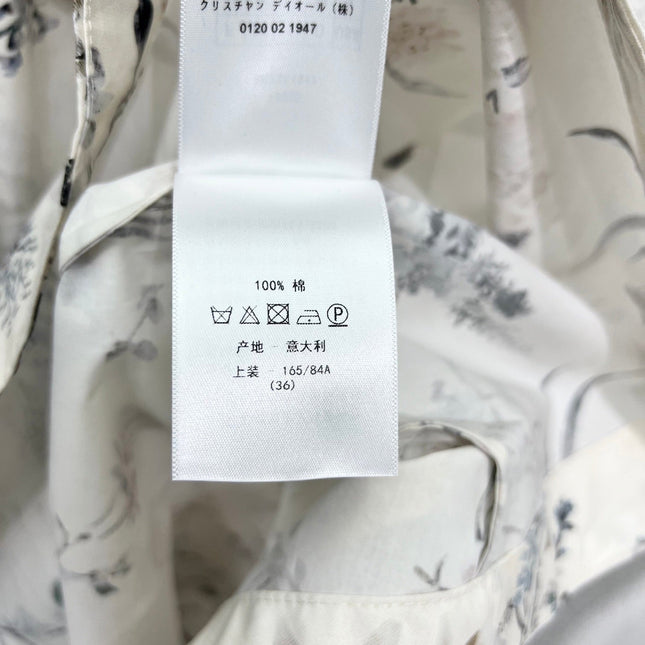 クリスチャン ディオール (株)
0120 02 1947
100% 棉
P
产地 - 意大利
上装 - 165/84A
(36)